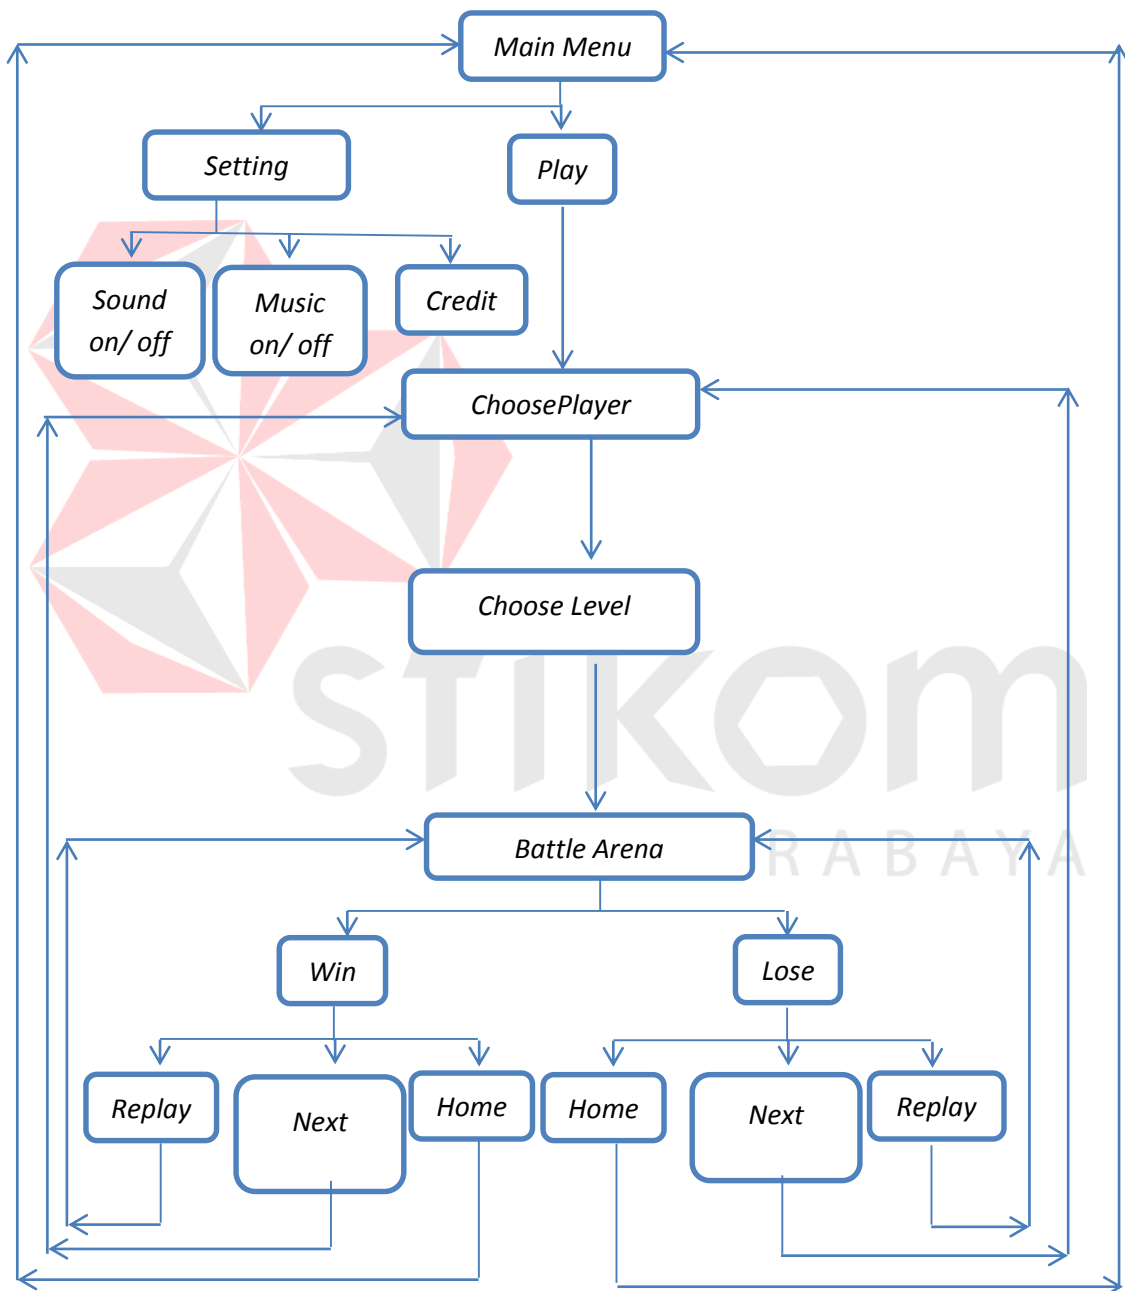 Main Menu
Setting
Play
Sound
on/ off
Music
on/ off
Credit
ChoosePlayer
Choose Level
STIKOM
RABAYA
Battle Arena
Win
Lose
Replay
Next
Home
Home
Next
Replay